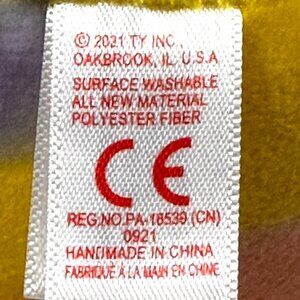 © 2021 TY INC.
OAKBROOK, IL. U.S.A
SURFACE WASHABLE
ALL NEW MATERIAL
POLYESTER FIBER
CE
REG.NO.PA-18539 (CN)
0921
HANDMADE IN CHINA
FABRIQUÉ À LA MAIN EN CHINE